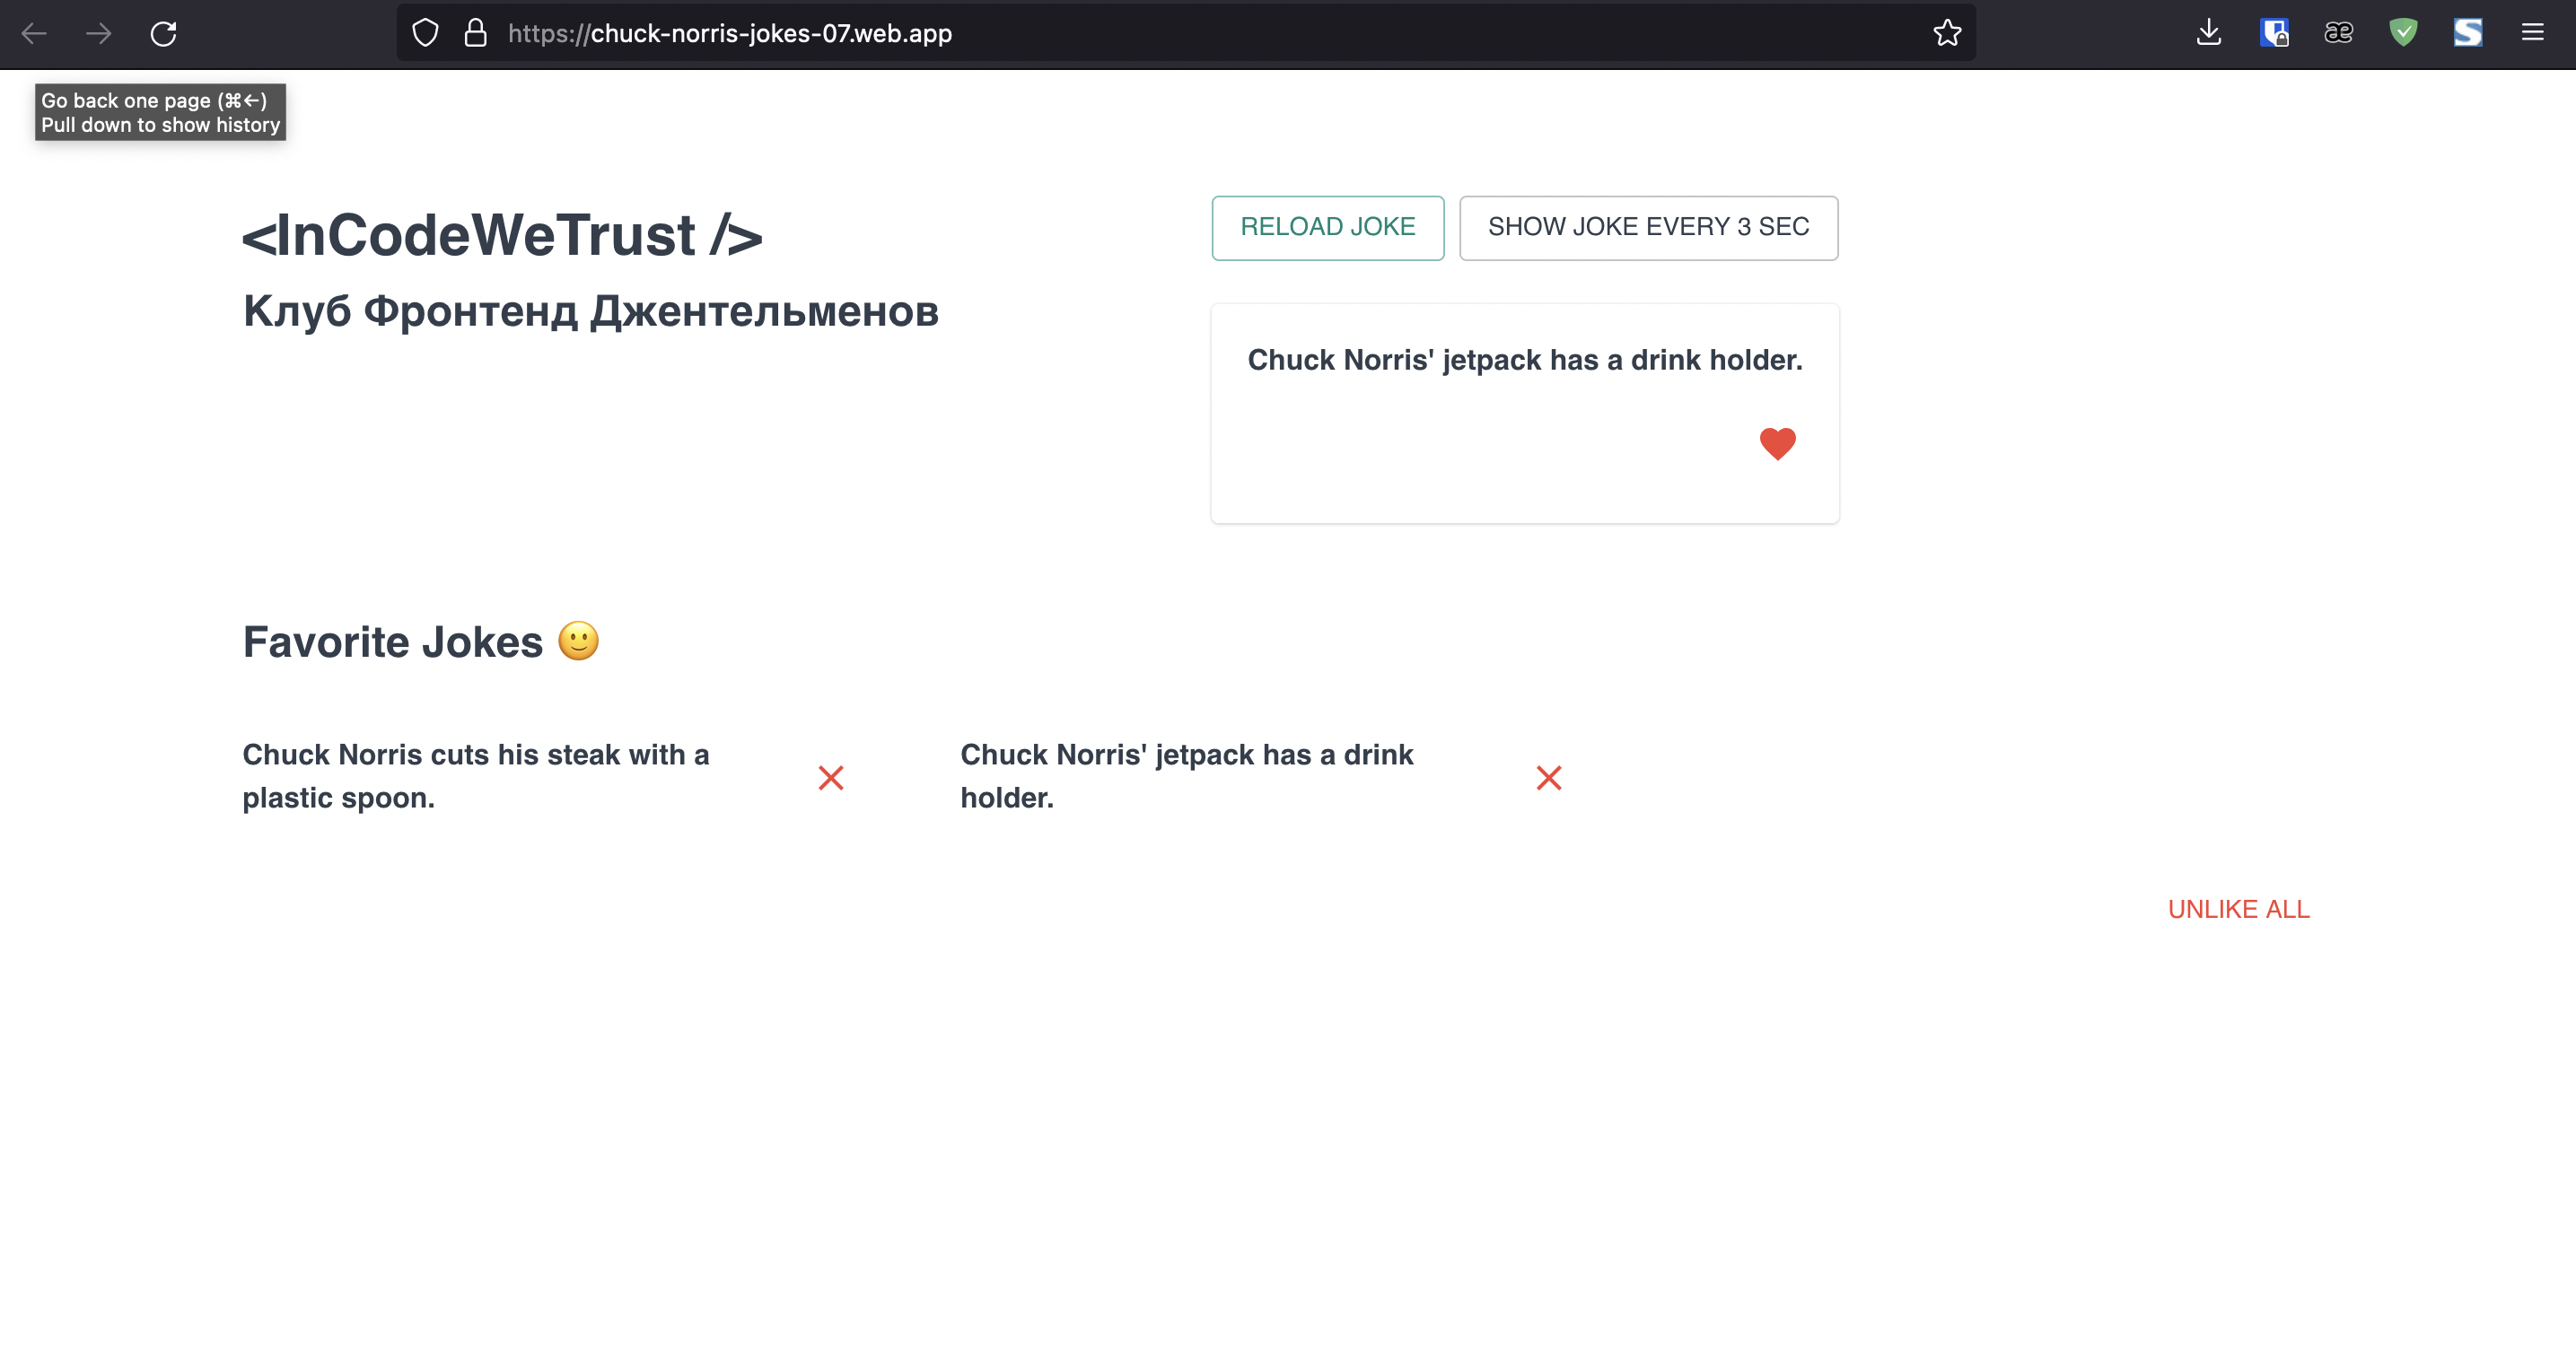 https://chuck-norris-jokes-07.web.app
Go back one page (⌘←)
Pull down to show history
<InCodeWeTrust />
Клуб Фронтенд Джентельменов
RELOAD JOKE
SHOW JOKE EVERY 3 SEC
Chuck Norris' jetpack has a drink holder.
Favorite Jokes 🙂
Chuck Norris cuts his steak with a
plastic spoon.
Chuck Norris' jetpack has a drink
holder.
UNLIKE ALL